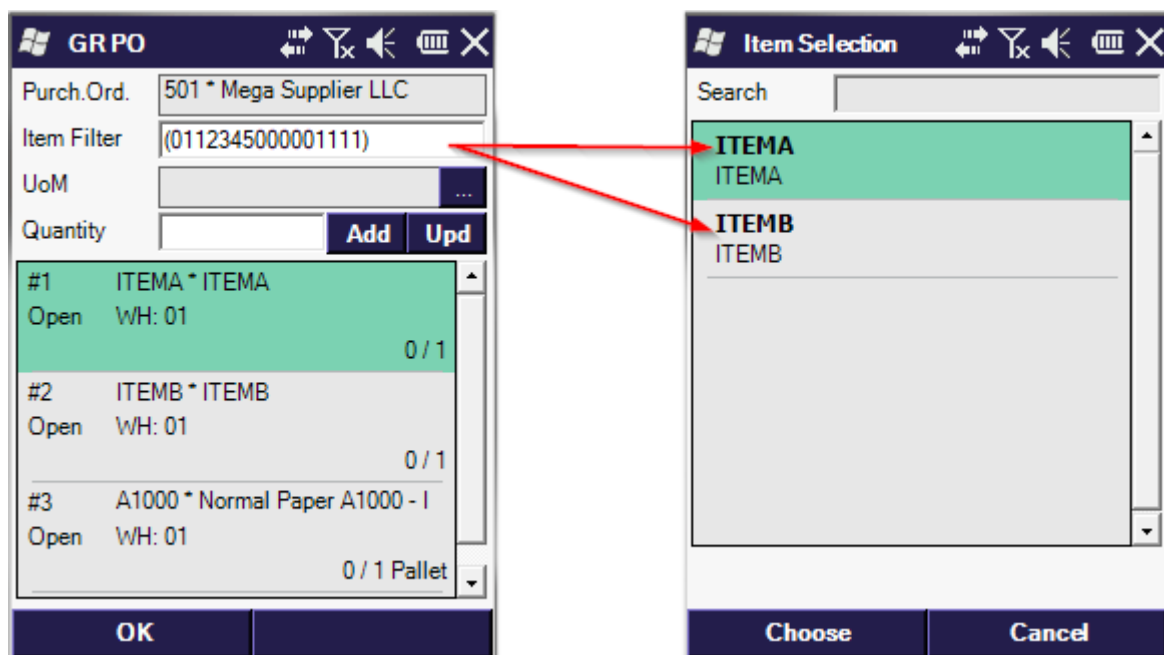 GR PO
Purch.Ord. 501 * Mega Supplier LLC
Item Filter (0112345000001111)
UoM ...
Quantity Add Upd
#1 ITEMA * ITEMA
Open WH: 01
0 / 1
#2 ITEMB * ITEMB
Open WH: 01
0 / 1
#3 A1000 * Normal Paper A1000 - I
Open WH: 01
0 / 1 Pallet
OK
Item Selection
Search
ITEMA
ITEMA
ITEMB
ITEMB
Choose Cancel